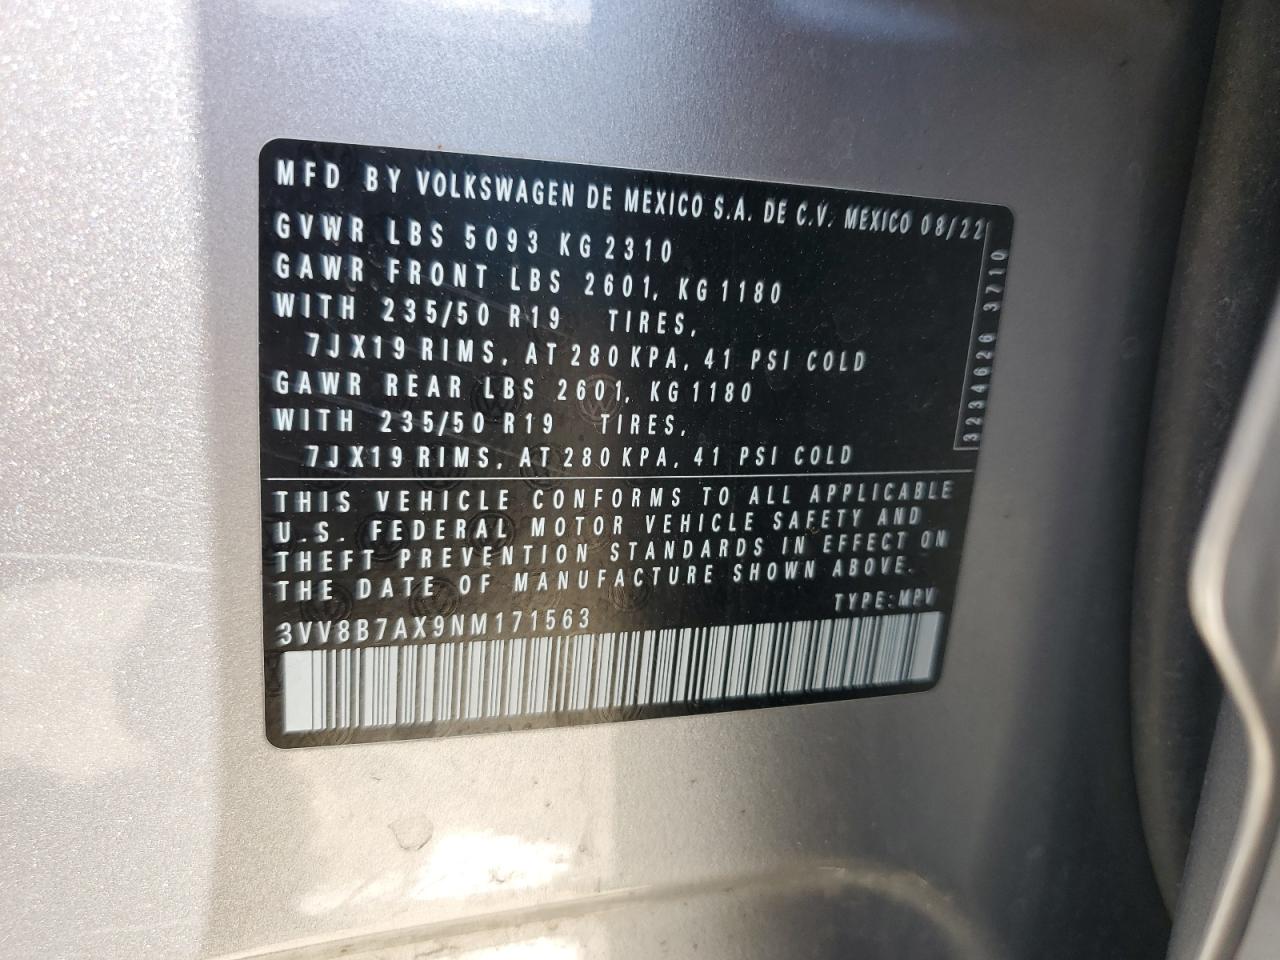 MFD BY VOLKSWAGEN DE MEXICO S.A. DE C.V. MEXICO 08/22
GVWR LBS 5093 KG 2310
GAWR FRONT LBS 2601, KG 1180
WITH 235/50 R19 TIRES,
7JX19 RIMS, AT 280 KPA, 41 PSI COLD
GAWR REAR LBS 2601, KG 1180
WITH 235/50 R19 TIRES,
7JX19 RIMS, AT 280 KPA, 41 PSI COLD
3234626 3710
THIS VEHICLE CONFORMS TO ALL APPLICABLE
U.S. FEDERAL MOTOR VEHICLE SAFETY AND
THEFT PREVENTION STANDARDS IN EFFECT ON
THE DATE OF MANUFACTURE SHOWN ABOVE.
TYPE:MPV
3VV8B7AX9NM171563